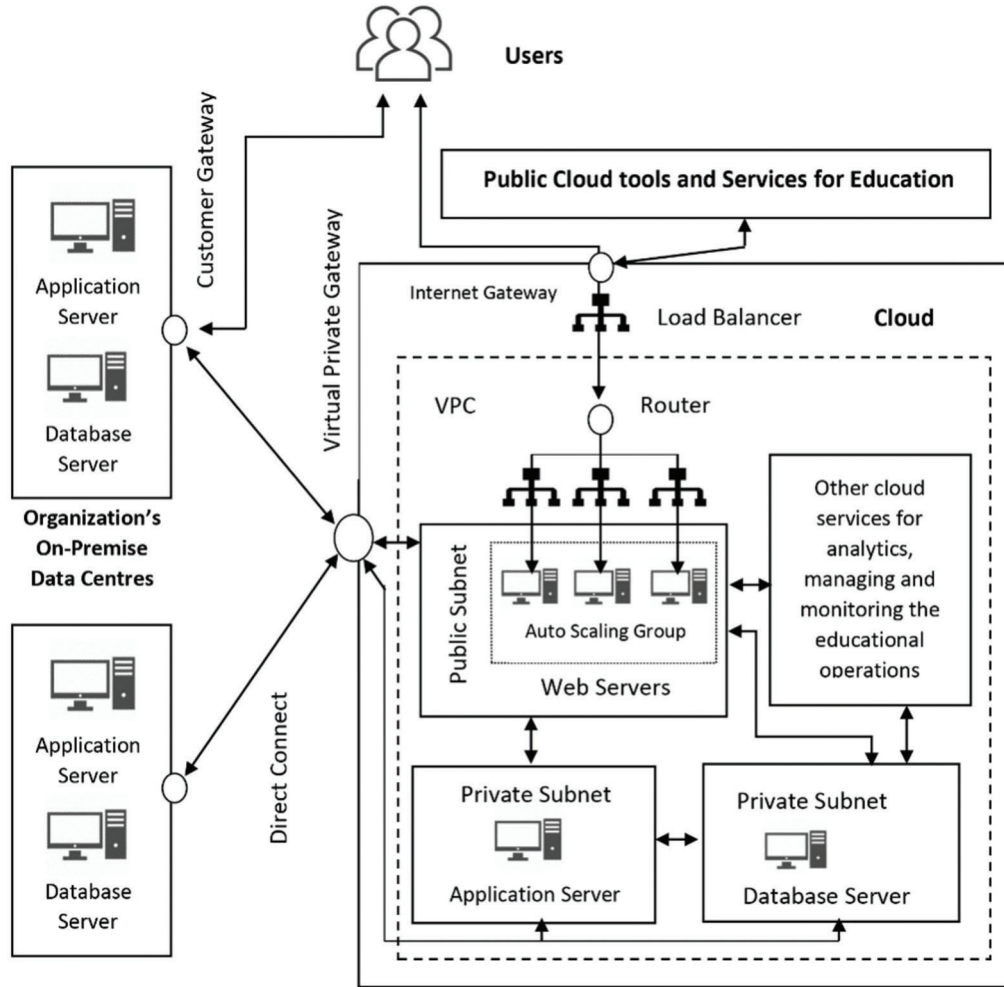 Users
Customer Gateway
Public Cloud tools and Services for Education
Application
Server
Database
Server
Organization's
On-Premise
Data Centres
Virtual Private Gateway
Internet Gateway
Load Balancer
Cloud
VPC
Router
Public Subnet
Auto Scaling Group
Web Servers
Other cloud
services for
analytics,
managing and
monitoring the
educational
operations
Application
Server
Database
Server
Direct Connect
Private Subnet
Application Server
Private Subnet
Database Server